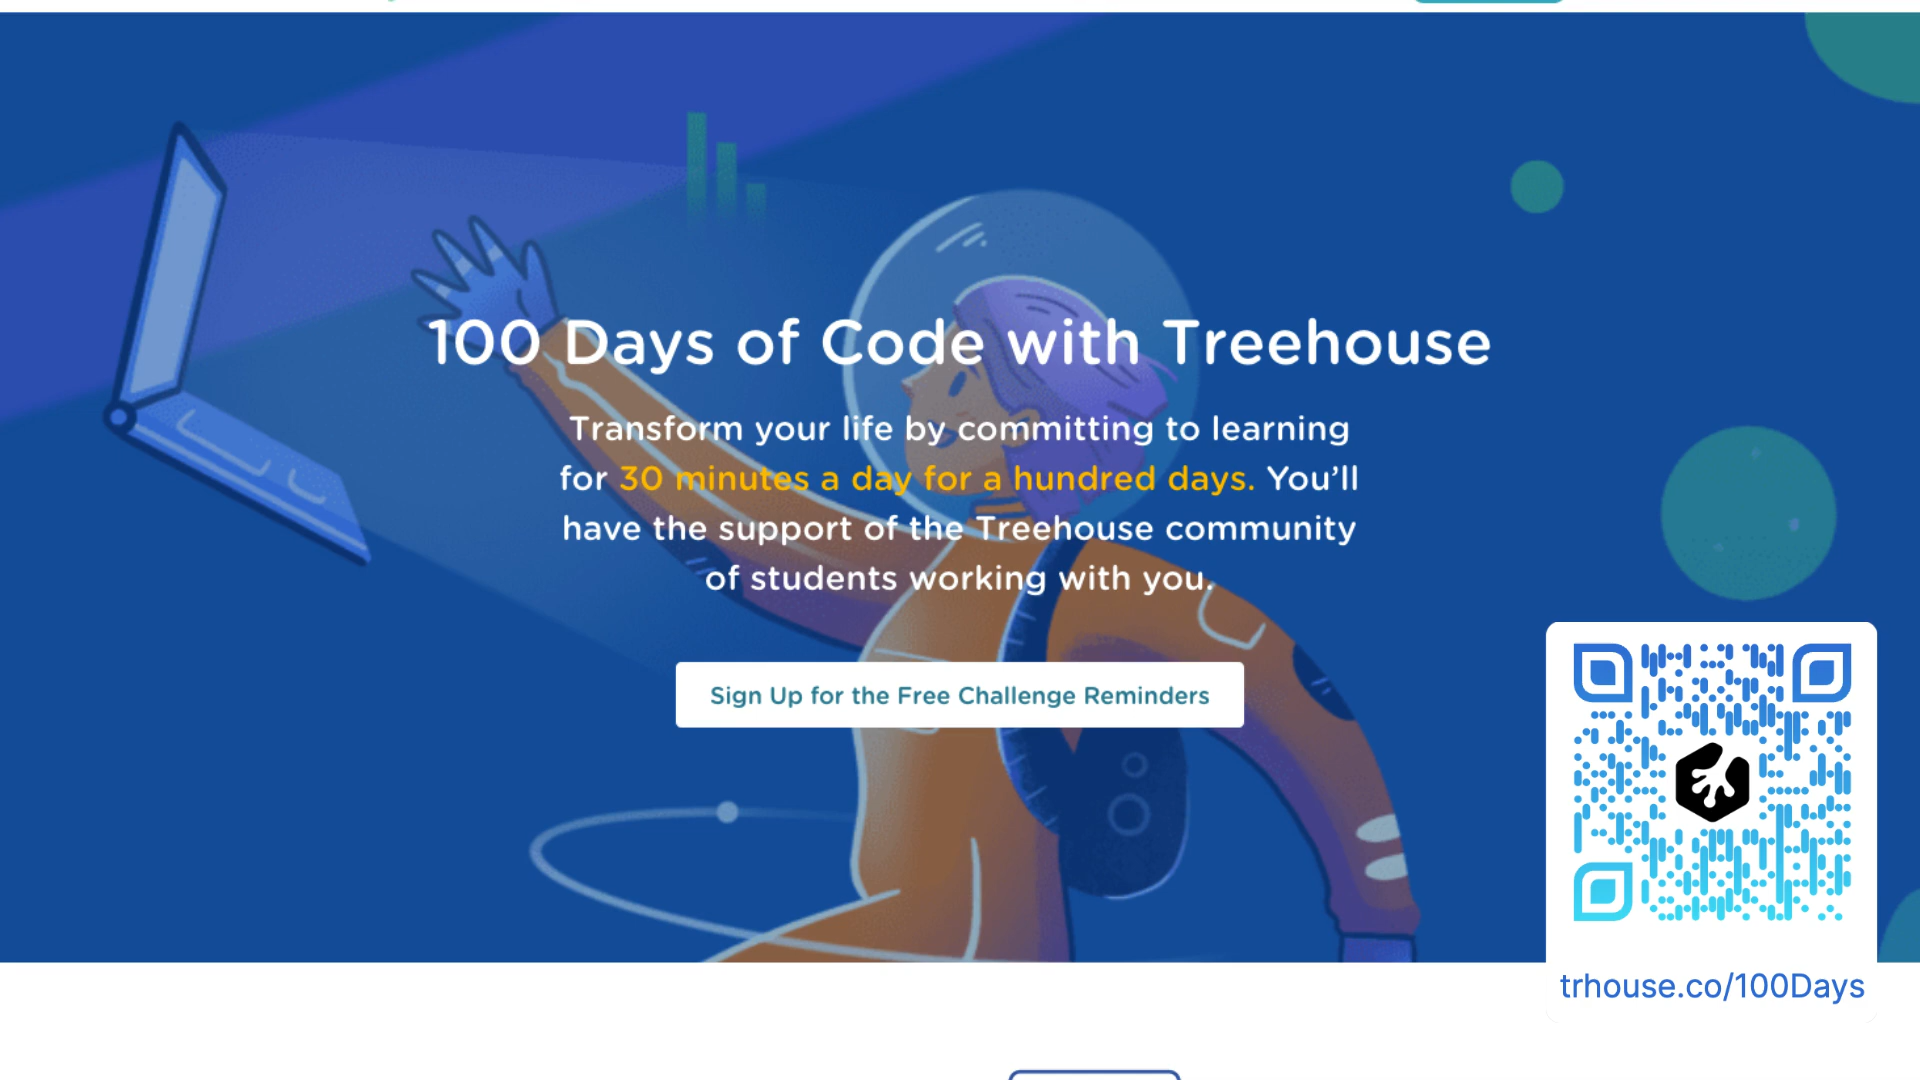 100 Days of Code with Treehouse
Transform your life by committing to learning
for 30 minutes a day for a hundred days. You’ll
have the support of the Treehouse community
of students working with you.
Sign Up for the Free Challenge Reminders
trhouse.co/100Days